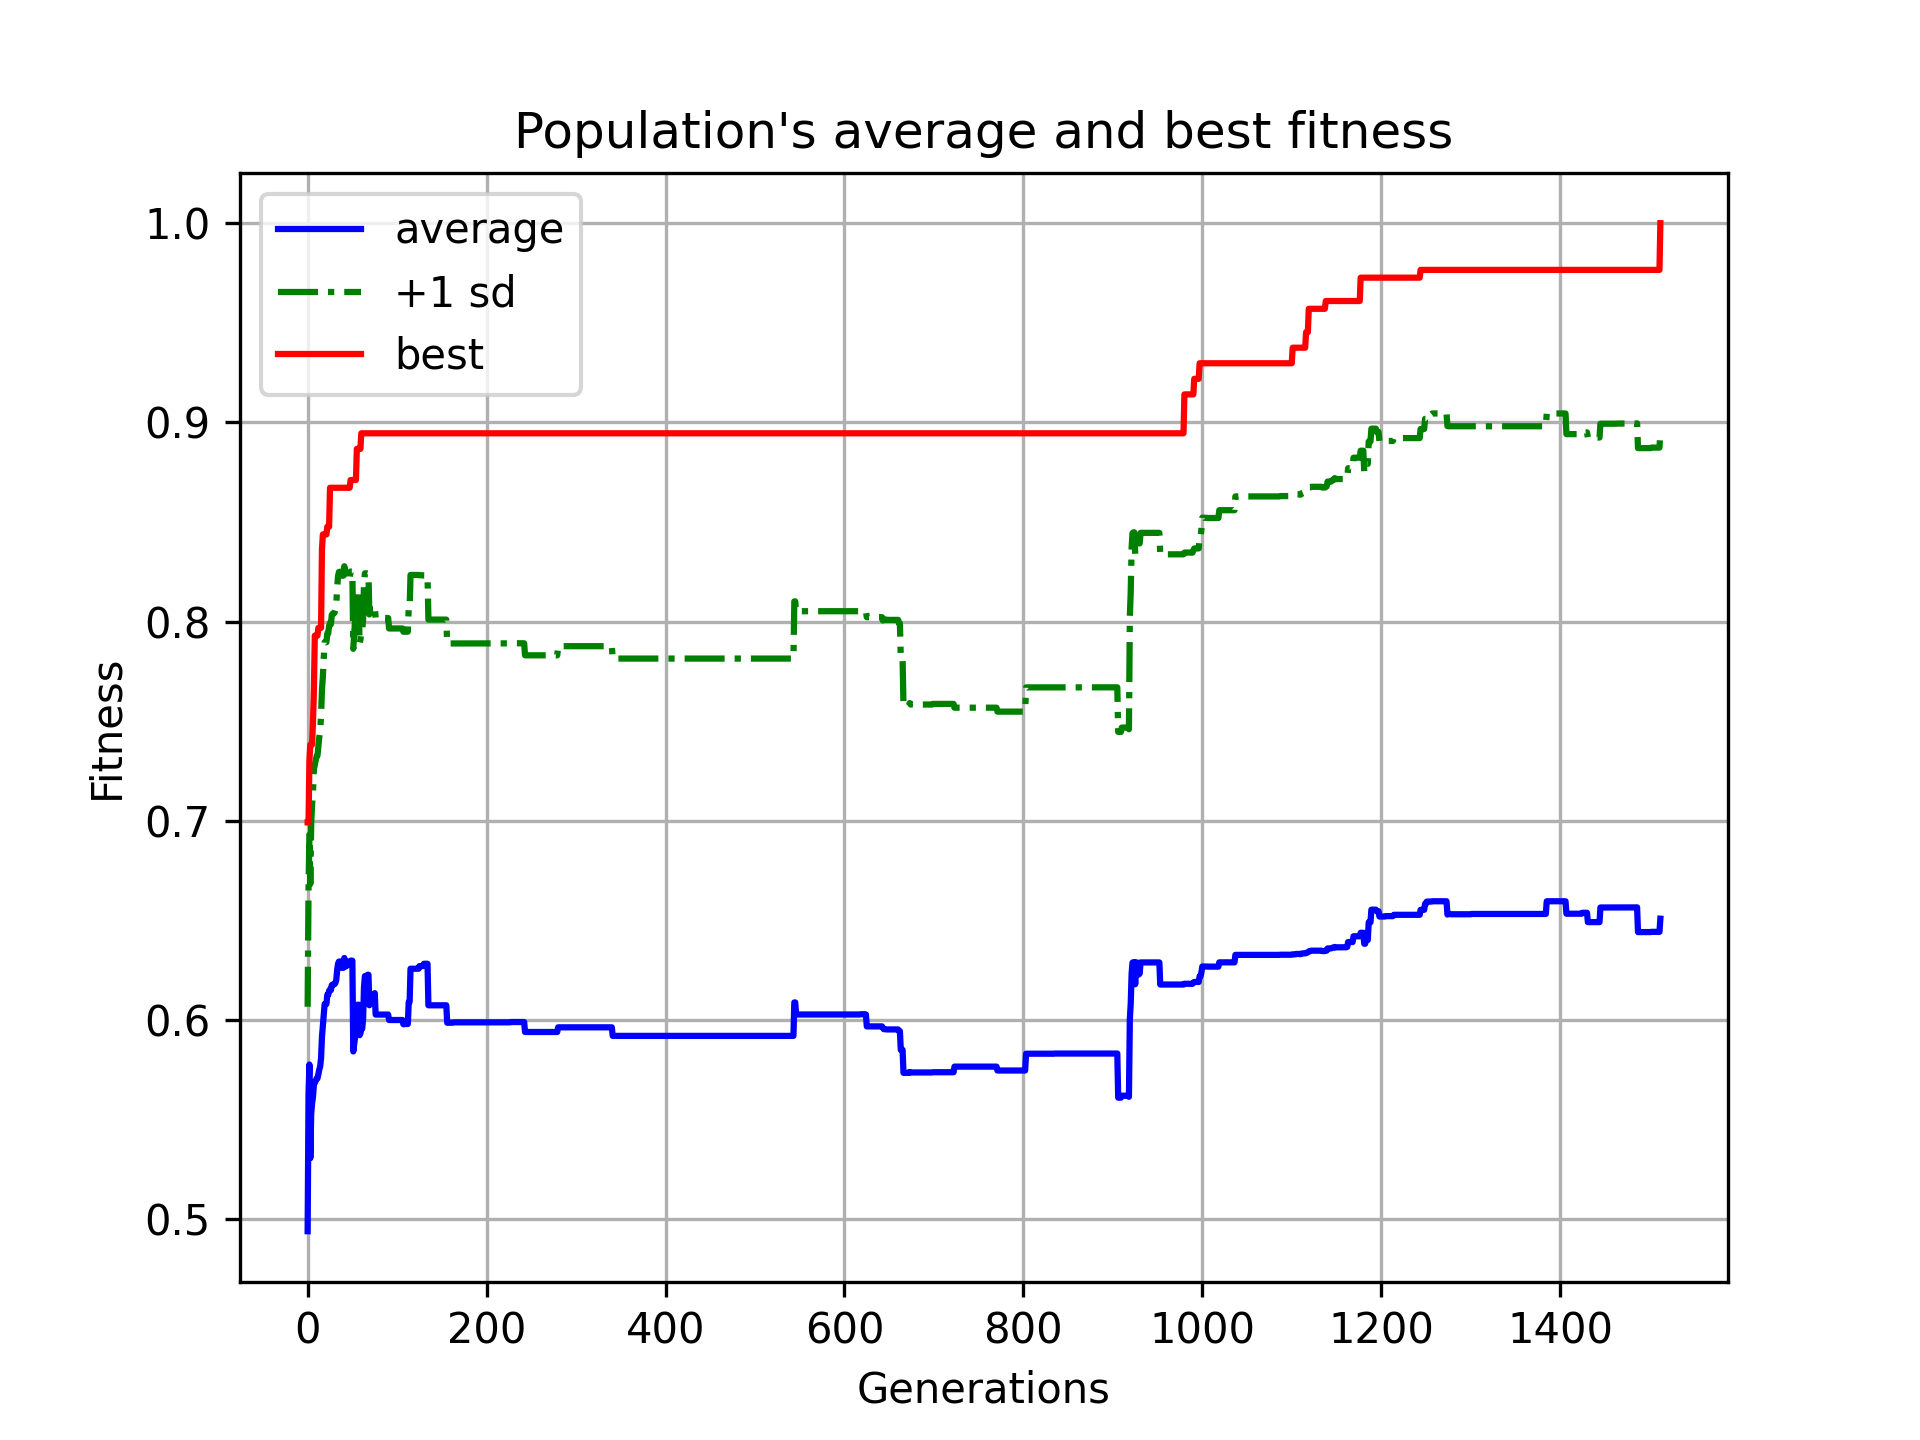 Population's average and best fitness
average
+1 sd
best
1.0
0.9
0.8
0.7
0.6
0.5
Fitness
0 200 400 600 800 1000 1200 1400
Generations